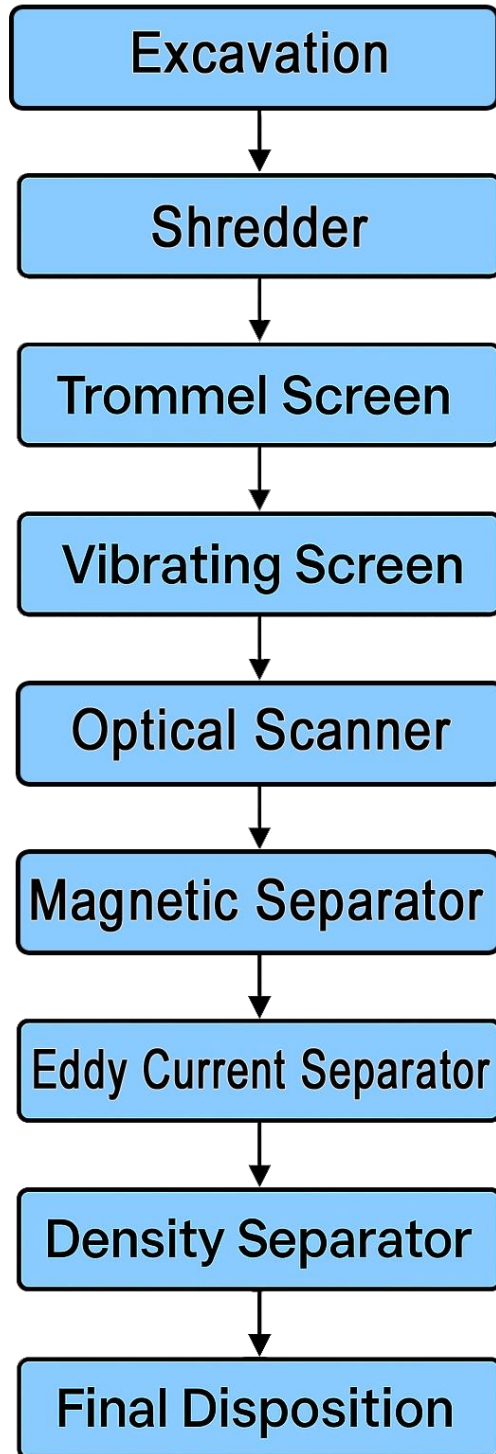 Excavation
Shredder
Trommel Screen
Vibrating Screen
Optical Scanner
Magnetic Separator
Eddy Current Separator
Density Separator
Final Disposition